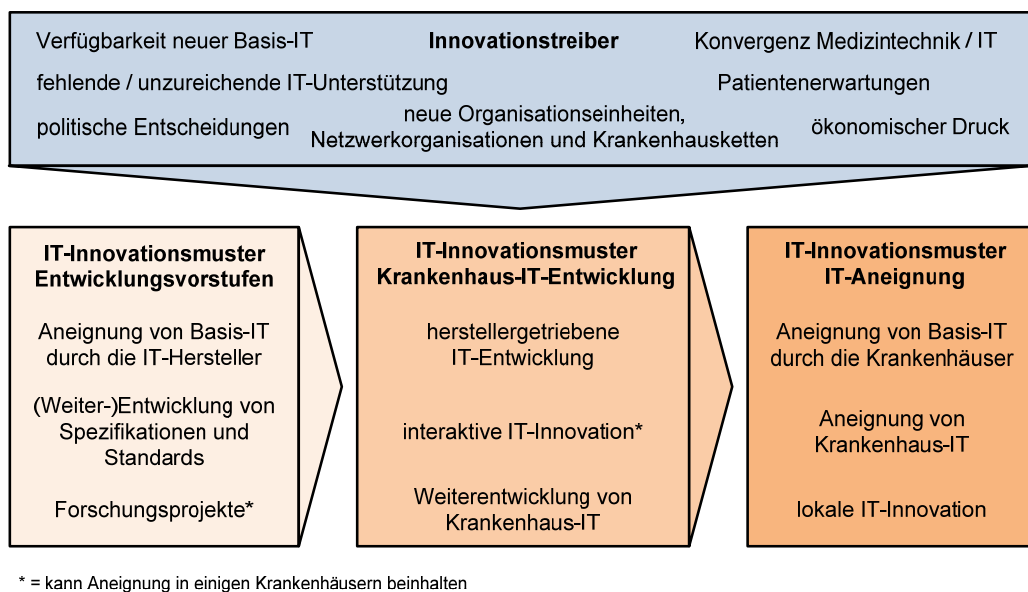 Verfügbarkeit neuer Basis-IT
Innovationstreiber
Konvergenz Medizintechnik / IT
fehlende / unzureichende IT-Unterstützung
Patientenerwartungen
politische Entscheidungen
neue Organisationseinheiten,
Netzwerkorganisationen und Krankenhausketten
ökonomischer Druck
IT-Innovationsmuster
Entwicklungsvorstufen
Aneignung von Basis-IT
durch die IT-Hersteller
(Weiter-)Entwicklung von
Spezifikationen und
Standards
Forschungsprojekte*
IT-Innovationsmuster
Krankenhaus-IT-Entwicklung
herstellergetriebene
IT-Entwicklung
interaktive IT-Innovation*
Weiterentwicklung von
Krankenhaus-IT
IT-Innovationsmuster
IT-Aneignung
Aneignung von Basis-IT
durch die Krankenhäuser
Aneignung von
Krankenhaus-IT
lokale IT-Innovation
* = kann Aneignung in einigen Krankenhäusern beinhalten